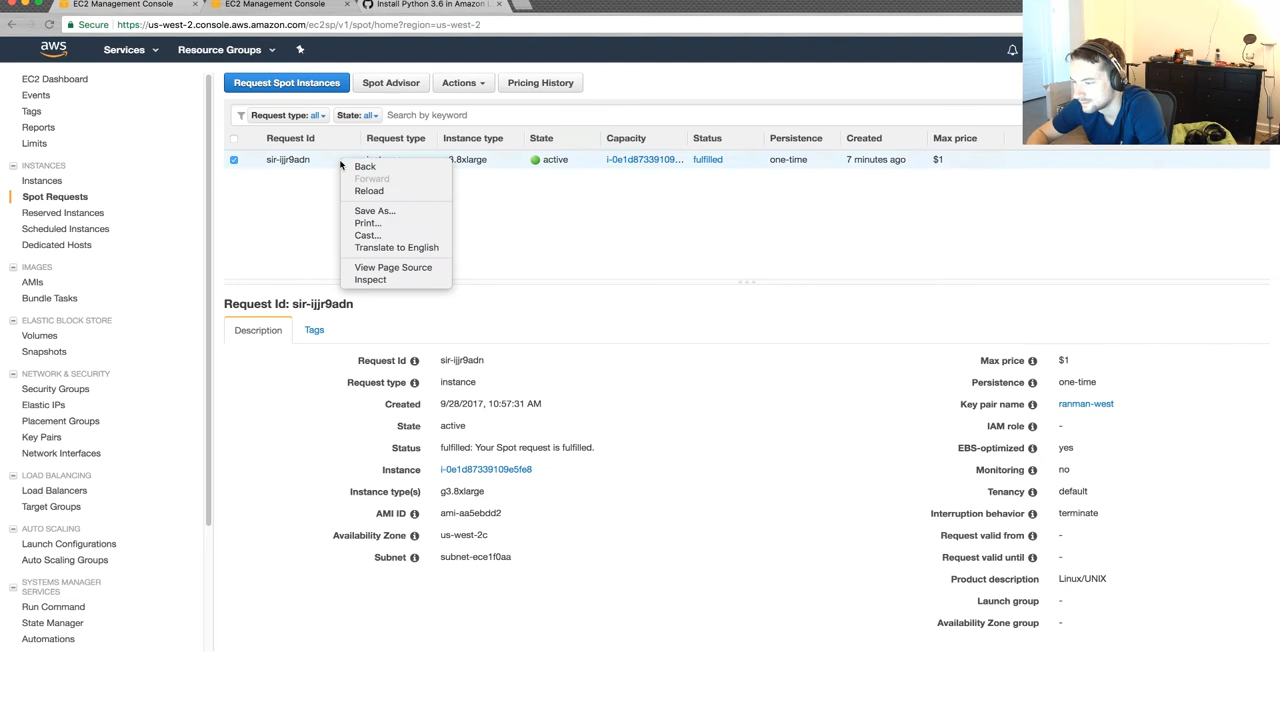 EC2 Management Console × EC2 Management Console × Install Python 3.6 in Amazon L ×
Secure https://us-west-2.console.aws.amazon.com/ec2sp/v1/spot/home?region=us-west-2
aws Services Resource Groups
EC2 Dashboard
Events
Tags
Reports
Limits
INSTANCES
Instances
Spot Requests
Reserved Instances
Scheduled Instances
Dedicated Hosts
IMAGES
AMIs
Bundle Tasks
ELASTIC BLOCK STORE
Volumes
Snapshots
NETWORK & SECURITY
Security Groups
Elastic IPs
Placement Groups
Key Pairs
Network Interfaces
LOAD BALANCING
Load Balancers
Target Groups
AUTO SCALING
Launch Configurations
Auto Scaling Groups
SYSTEMS MANAGER
SERVICES
Run Command
State Manager
Automations
Request Spot Instances Spot Advisor Actions Pricing History
Request type: all State: all Search by keyword
Request Id Request type Instance type State Capacity Status Persistence Created Max price
sir-ijjr9adn g3.8xlarge active i-0e1d87339109... fulfilled one-time 7 minutes ago $1
Back
Forward
Reload
Save As...
Print...
Cast...
Translate to English
View Page Source
Inspect
Request Id: sir-ijjr9adn
Description Tags
Request Id sir-ijjr9adn
Request type instance
Created 9/28/2017, 10:57:31 AM
State active
Status fulfilled: Your Spot request is fulfilled.
Instance i-0e1d87339109e5fe8
Instance type(s) g3.8xlarge
AMI ID ami-aa5ebdd2
Availability Zone us-west-2c
Subnet subnet-ece1f0aa
Max price $1
Persistence one-time
Key pair name ranman-west
IAM role -
EBS-optimized yes
Monitoring no
Tenancy default
Interruption behavior terminate
Request valid from -
Request valid until -
Product description Linux/UNIX
Launch group -
Availability Zone group -